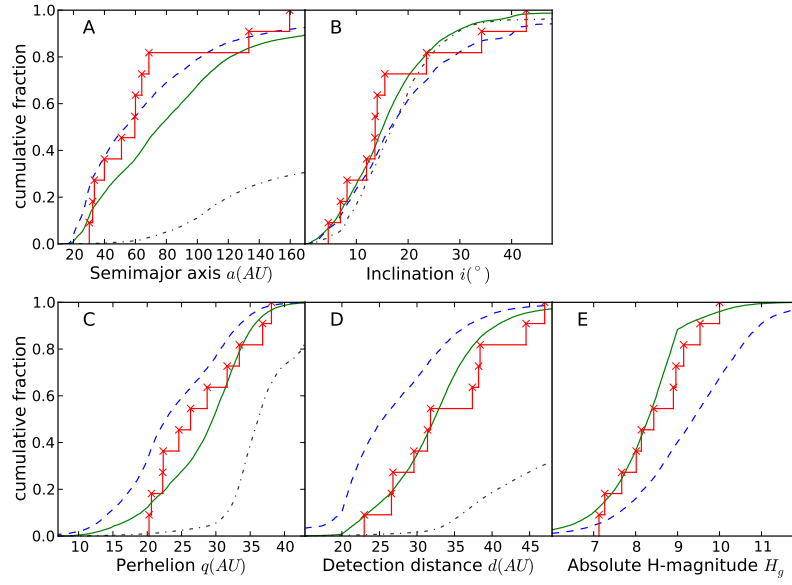 A
B
cumulative fraction
1.0
0.8
0.6
0.4
0.2
0.0
20 40 60 80 100 120 140 160
0 10 20 30 40
Semimajor axis a(AU)
Inclination i(°)
C
D
E
cumulative fraction
1.0
0.8
0.6
0.4
0.2
0.0
10 15 20 25 30 35 40
20 25 30 35 40 45
7 8 9 10 11
Perhelion q(AU)
Detection distance d(AU)
Absolute H-magnitude H_g